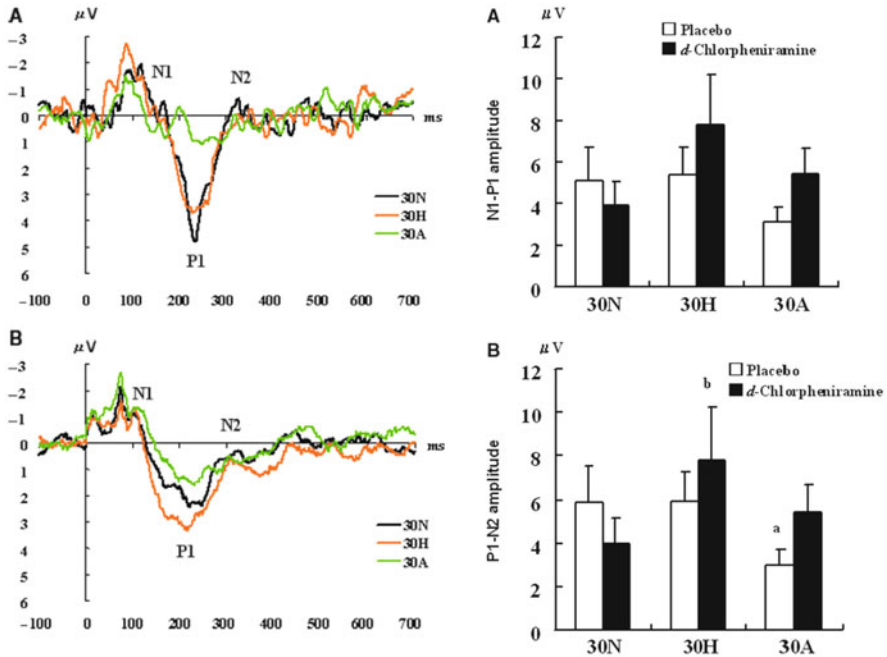 A
μV
−3
−2
−1
0
1
2
3
4
5
6
N1
N2
P1
ms
30N
30H
30A
−100 0 100 200 300 400 500 600 700
A
μV
N1-P1 amplitude
12
10
8
6
4
2
0
Placebo
d-Chlorpheniramine
30N 30H 30A
B
μV
−3
−2
−1
0
1
2
3
4
5
6
N1
N2
P1
ms
30N
30H
30A
−100 0 100 200 300 400 500 600 700
B
μV
P1-N2 amplitude
12
10
8
6
4
2
0
Placebo
d-Chlorpheniramine
b
a
30N 30H 30A